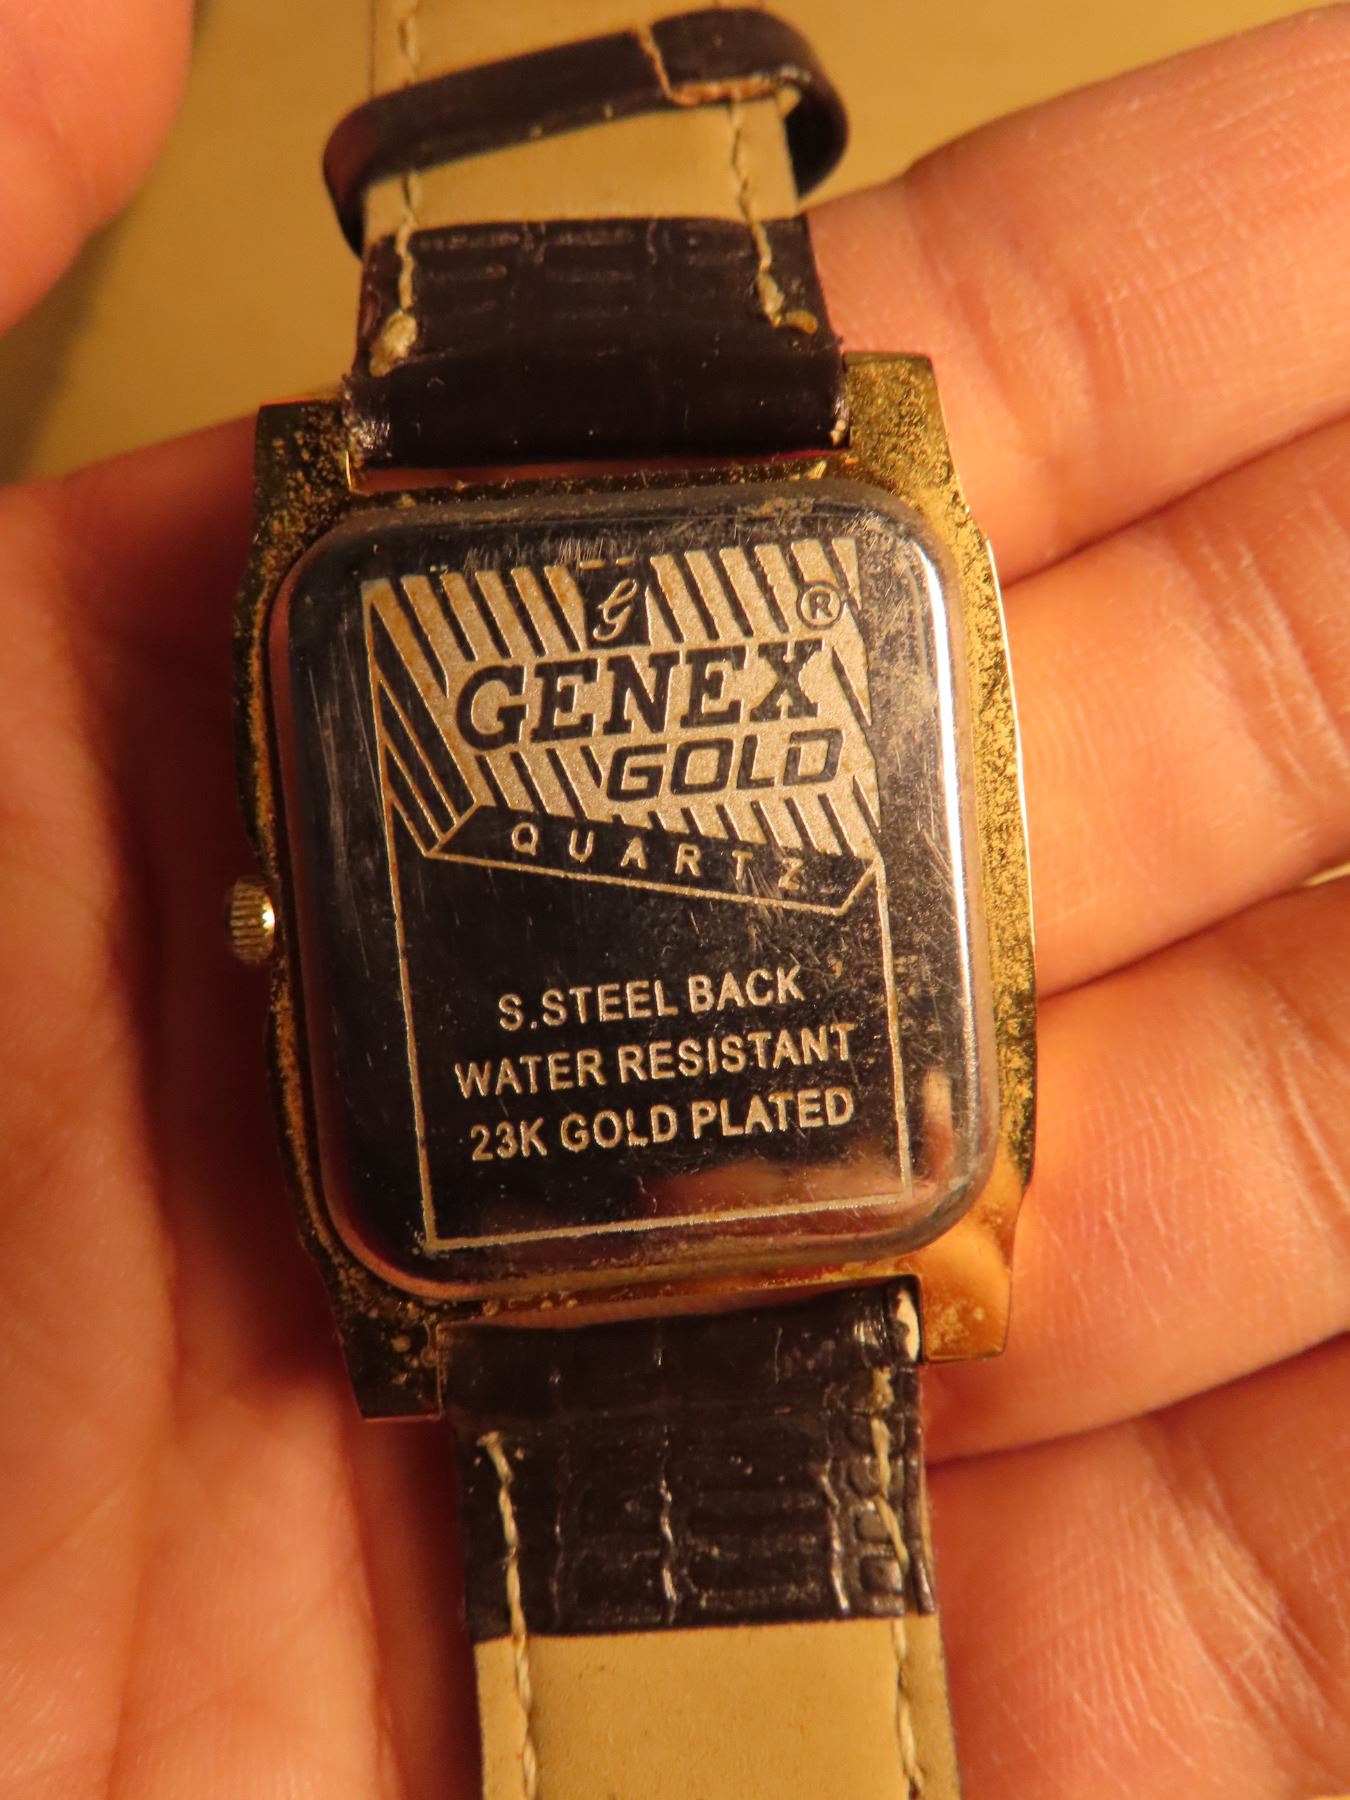 G
®
GENEX
GOLD
QUARTZ
S.STEEL BACK
WATER RESISTANT
23K GOLD PLATED